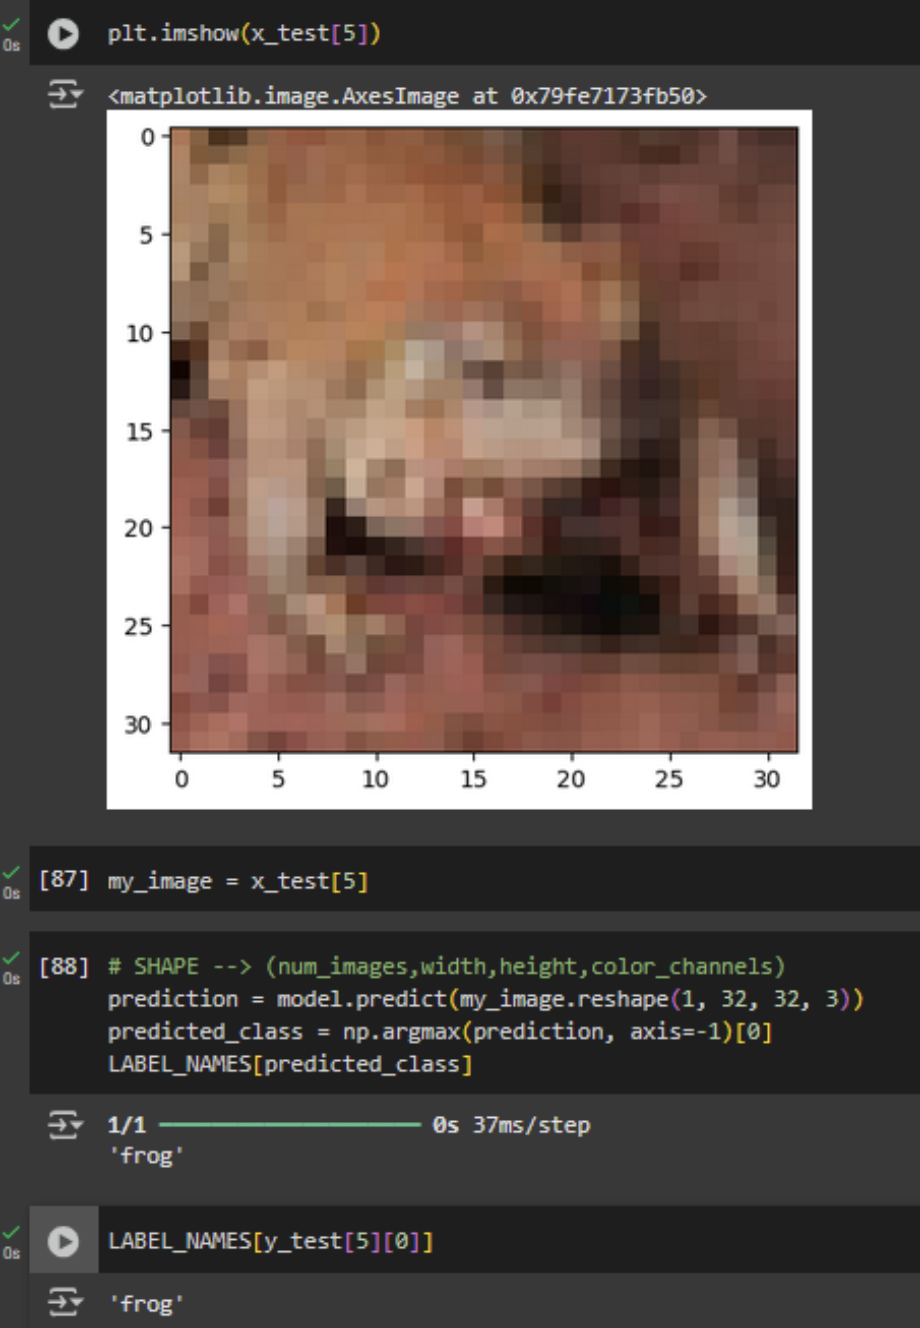 0s
plt.imshow(x_test[5])
<matplotlib.image.AxesImage at 0x79fe7173fb50>
0
5
10
15
20
25
30
0 5 10 15 20 25 30
0s
[87] my_image = x_test[5]
0s
[88] # SHAPE --> (num_images,width,height,color_channels)
prediction = model.predict(my_image.reshape(1, 32, 32, 3))
predicted_class = np.argmax(prediction, axis=-1)[0]
LABEL_NAMES[predicted_class]
1/1 0s 37ms/step
'frog'
0s
LABEL_NAMES[y_test[5][0]]
'frog'